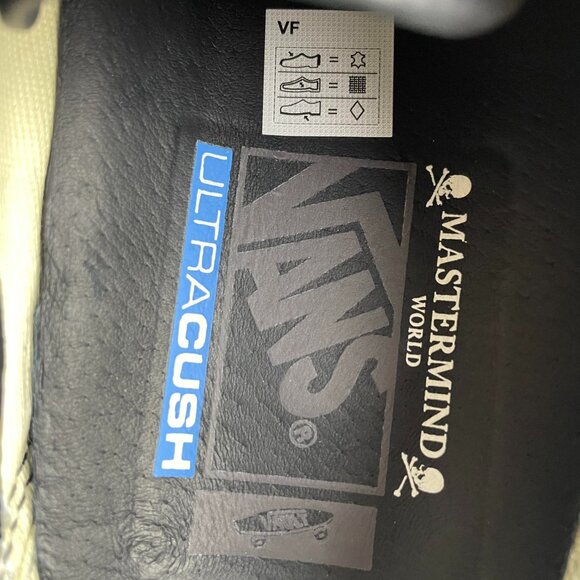 VF
=
=
=
ULTRACUSH
VANS®
MASTERMIND
WORLD